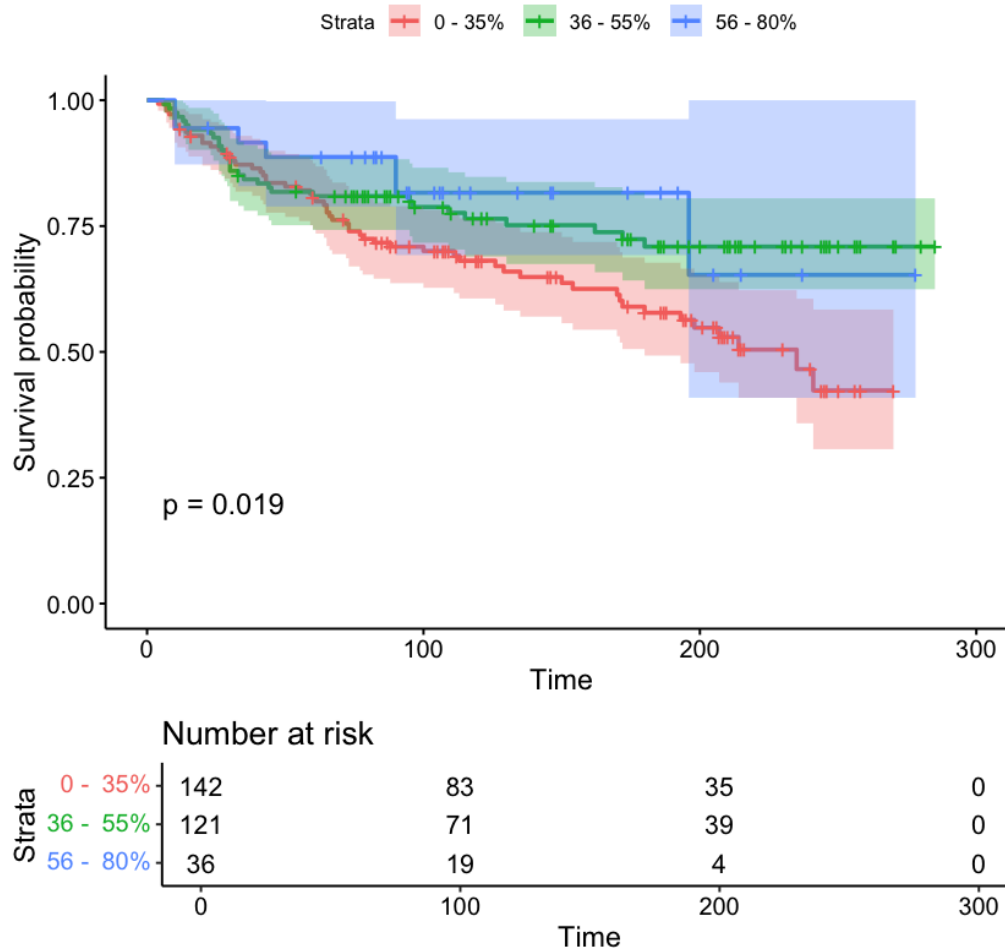 Strata 0 - 35% 36 - 55% 56 - 80%
Survival probability
1.00
0.75
0.50
0.25
0.00
p = 0.019
0 100 200 300
Time
Number at risk
Strata
0 - 35% 142 83 35 0
36 - 55% 121 71 39 0
56 - 80% 36 19 4 0
0 100 200 300
Time